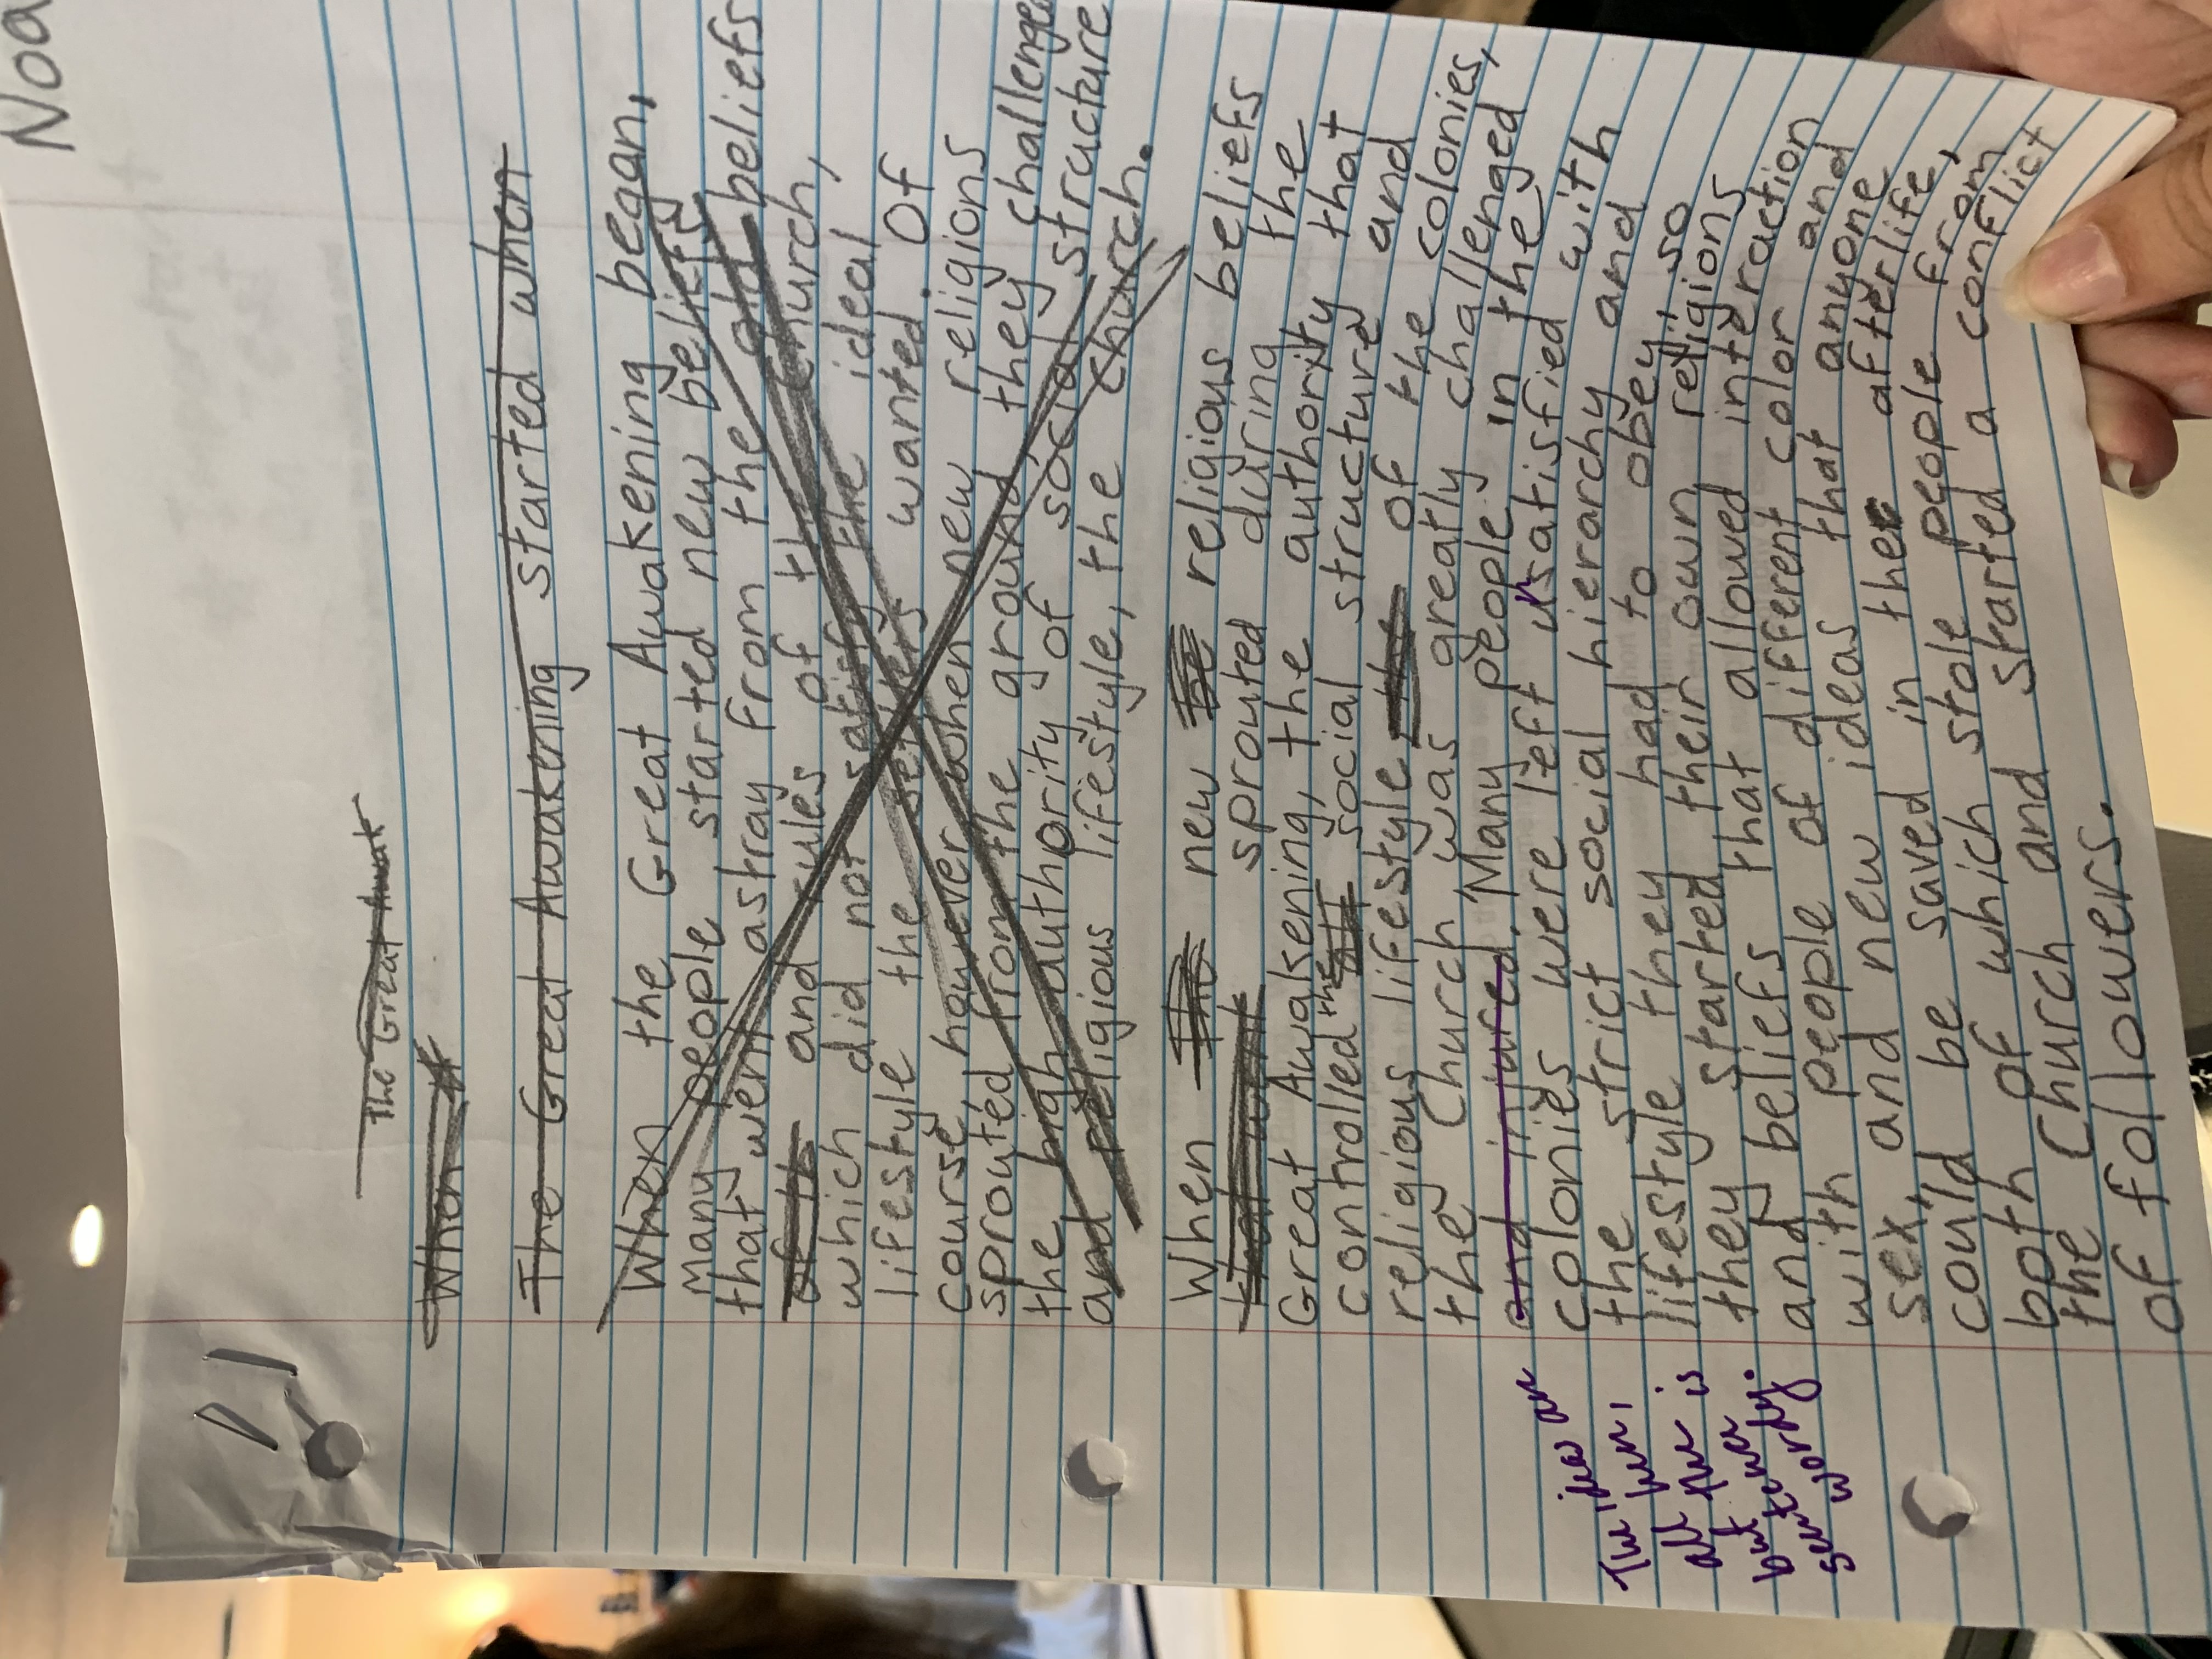 Noa
The Great Awak
When it
The Great Awakening started when
When the Great Awakening began,
many people started new beliefs
that went astray from the old beliefs
of th and rules of the Church,
which did not satisfy the ideal
lifestyle the settlers wanted. Of
course, however, when new religions
sprouted from the ground, they challenged
the high authority of social structure
and religious lifestyle, the church.
When the new be religious beliefs
that went sprouted during the
Great Awakening, the authority that
controlled the all social structure and
religious lifestyle, the of the colonies,
the Church, was greatly challenged
and injured. Many people in the
colonies were left unsatisfied with
the strict social hierarchy and
lifestyle they had to obey, so
they started their own religions
and beliefs that allowed interaction
with people of different color and
sex, and new ideas that anyone
could be saved in the afterlife,
both of which stole people from
the Church and started a conflict
of followers.
The ideas are
all here,
but the
sentence is
wordy.